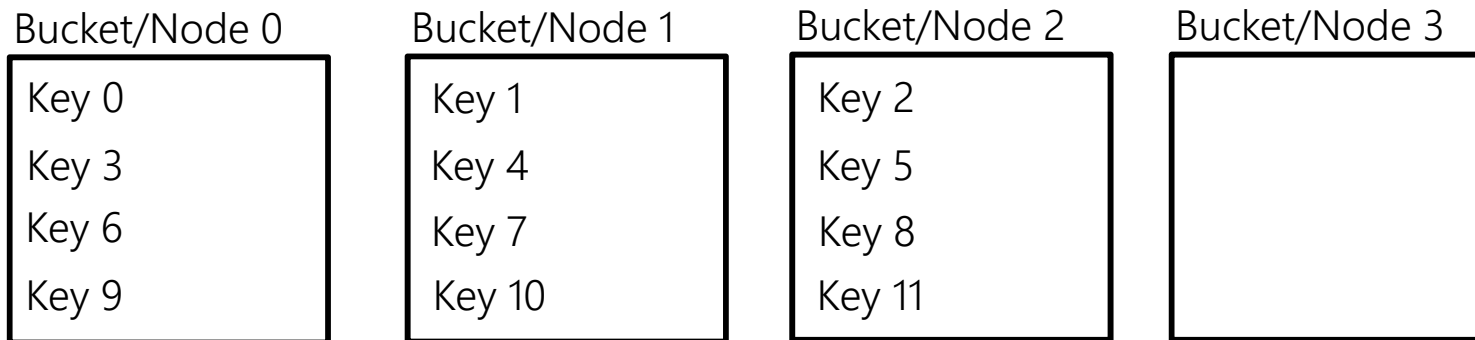 Bucket/Node 0
Key 0
Key 3
Key 6
Key 9
Bucket/Node 1
Key 1
Key 4
Key 7
Key 10
Bucket/Node 2
Key 2
Key 5
Key 8
Key 11
Bucket/Node 3